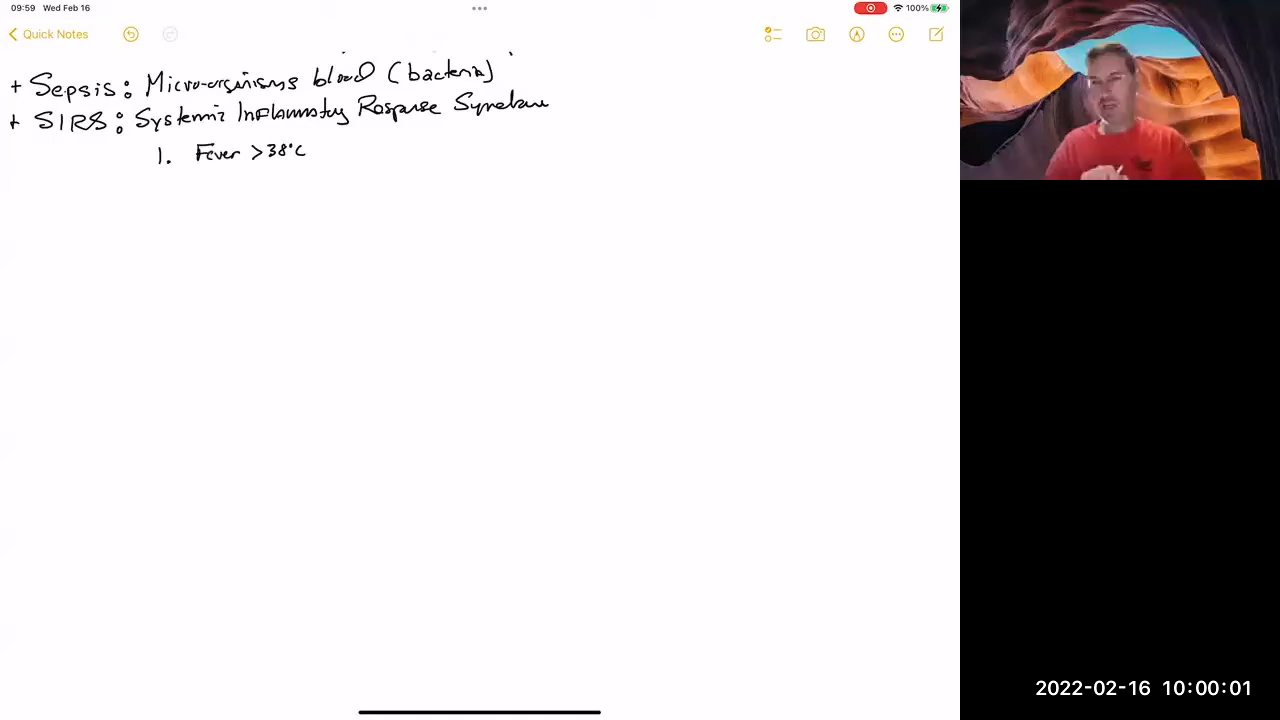 09:59 Wed Feb 16
100%
Quick Notes
+ Sepsis: Micro-organisms blood (bacteria)
+ SIRS: Systemic Inflammatory Response Syndrome
1. Fever >38°C
2022-02-16 10:00:01